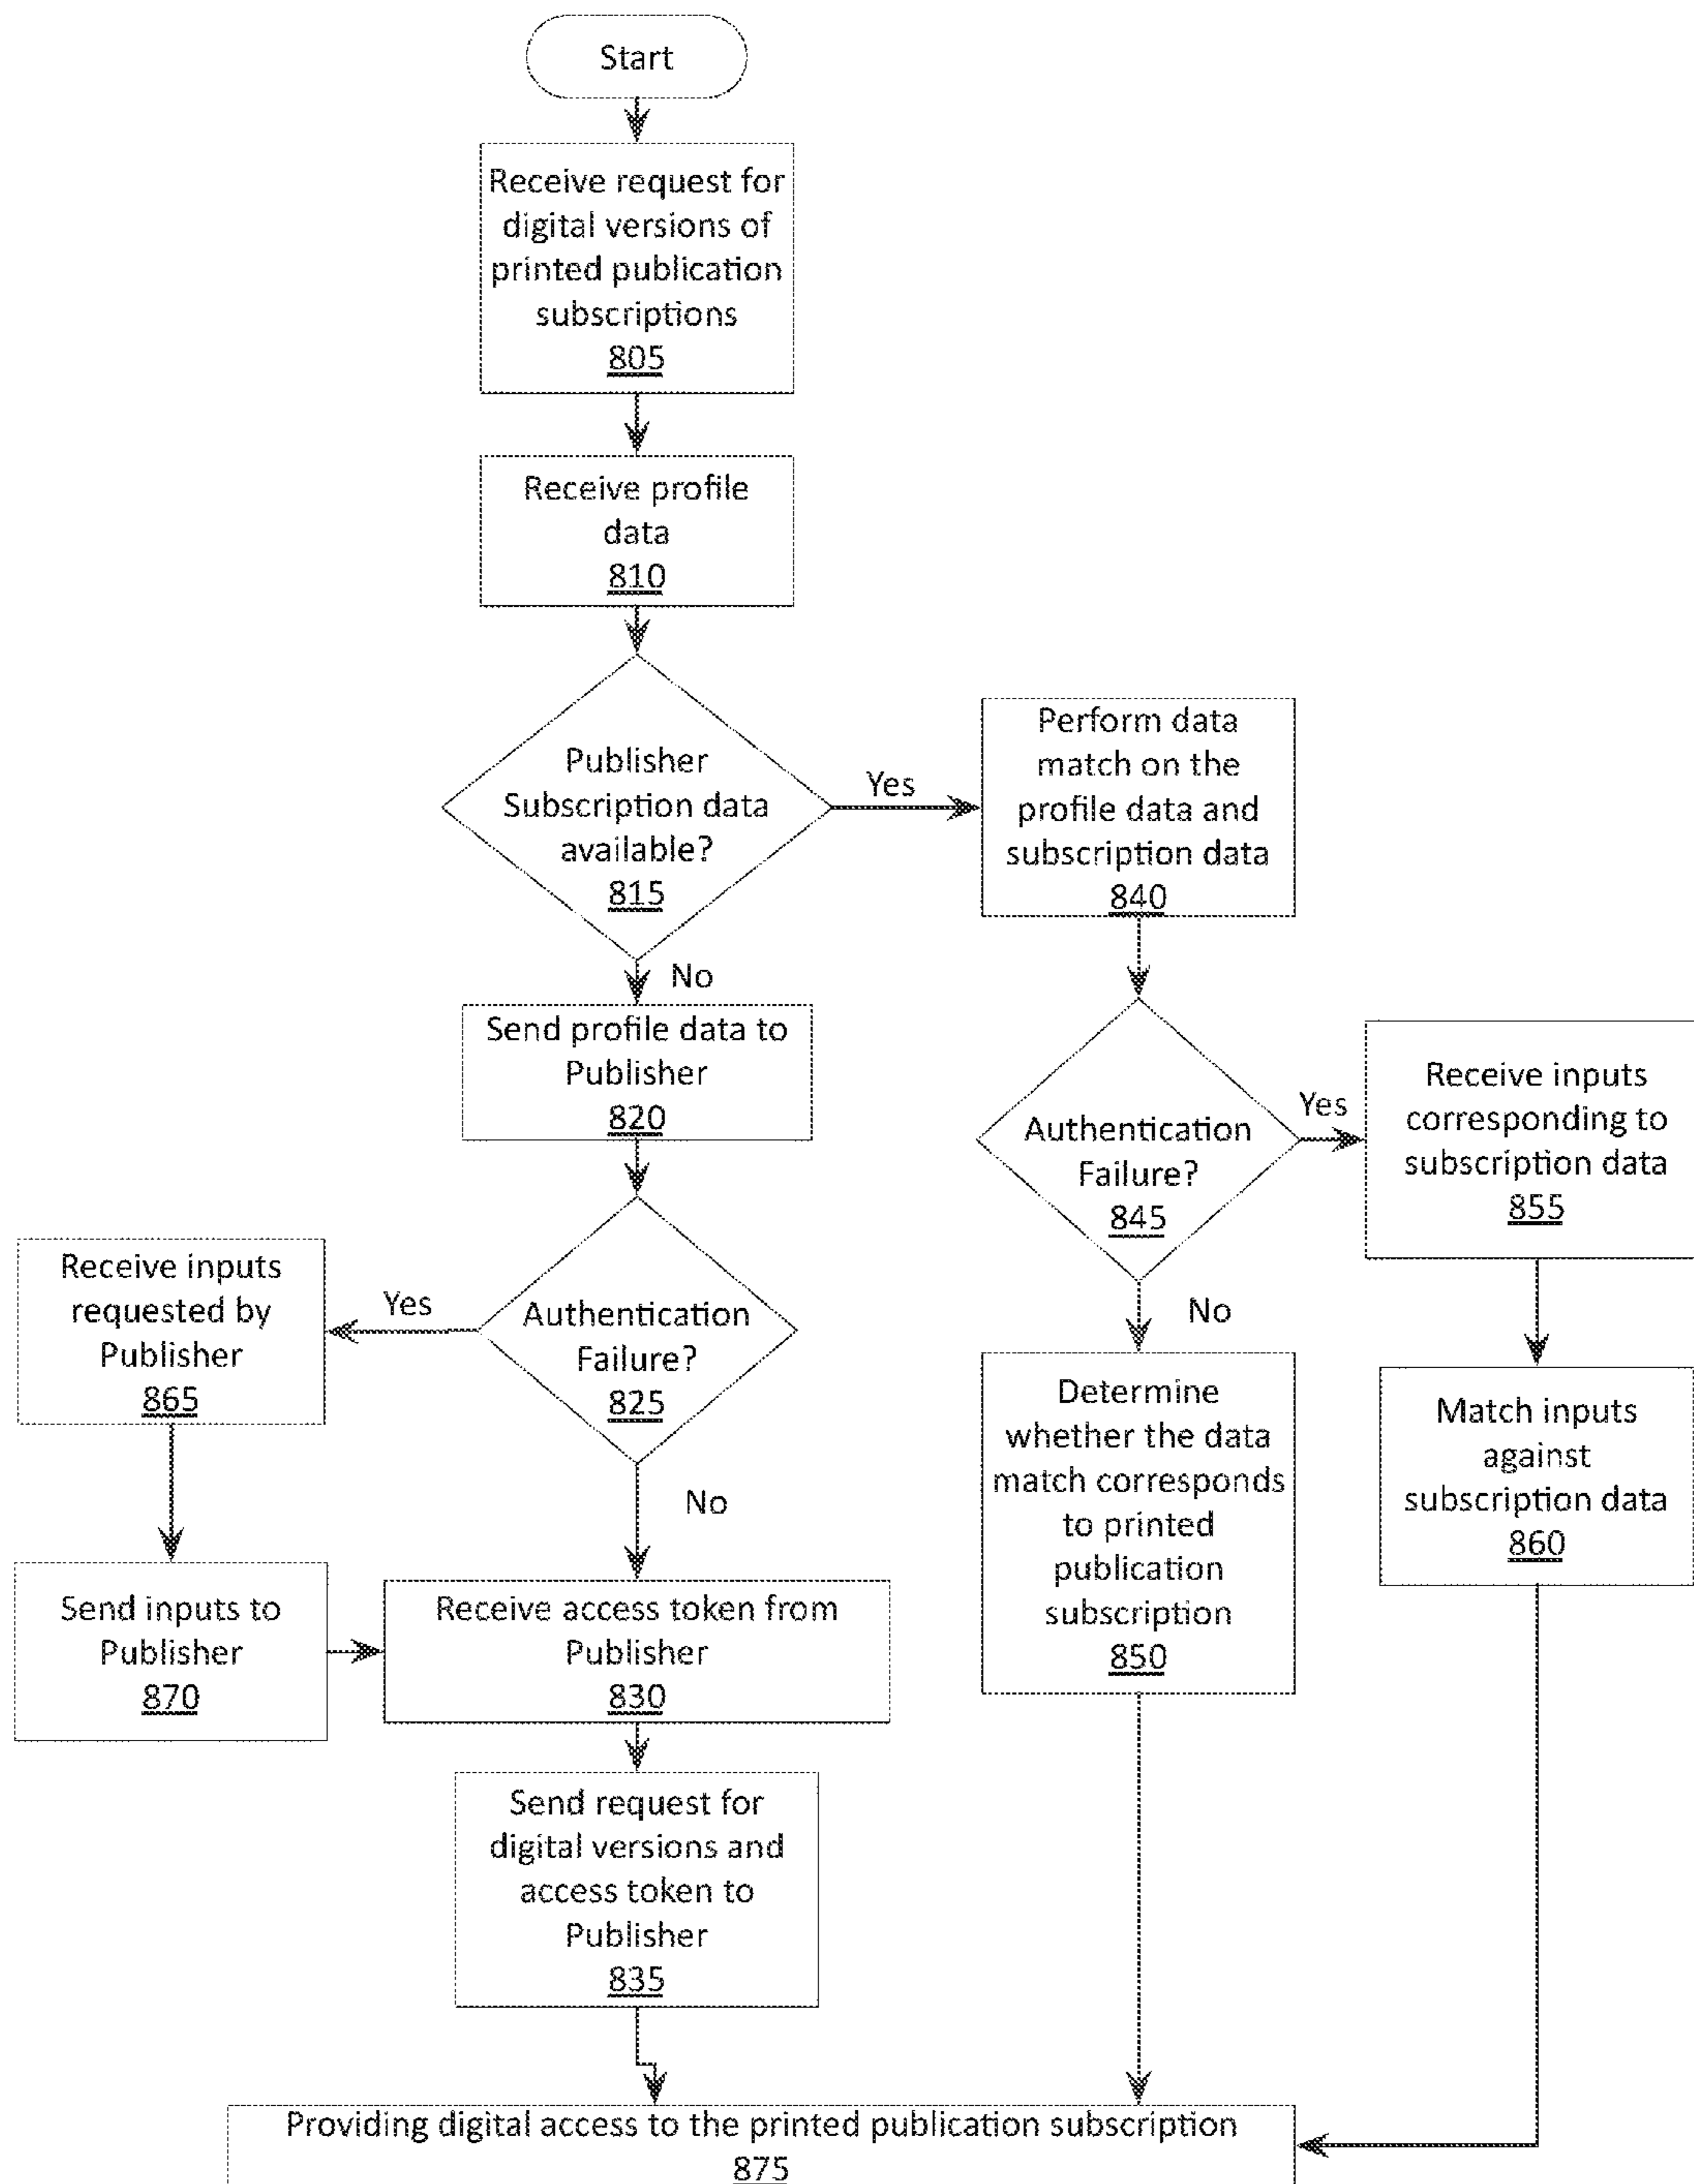 Start
Receive request for
digital versions of
printed publication
subscriptions
805
Receive profile
data
810
Publisher
Subscription data
available?
815
Yes
Perform data
match on the
profile data and
subscription data
840
No
Send profile data to
Publisher
820
Authentication
Failure?
845
Yes
Receive inputs
corresponding to
subscription data
855
Receive inputs
requested by
Publisher
865
Yes
Authentication
Failure?
825
No
Determine
whether the data
match corresponds
to printed
publication
subscription
850
Match inputs
against
subscription data
860
No
Send inputs to
Publisher
870
Receive access token from
Publisher
830
Send request for
digital versions and
access token to
Publisher
835
Providing digital access to the printed publication subscription
875